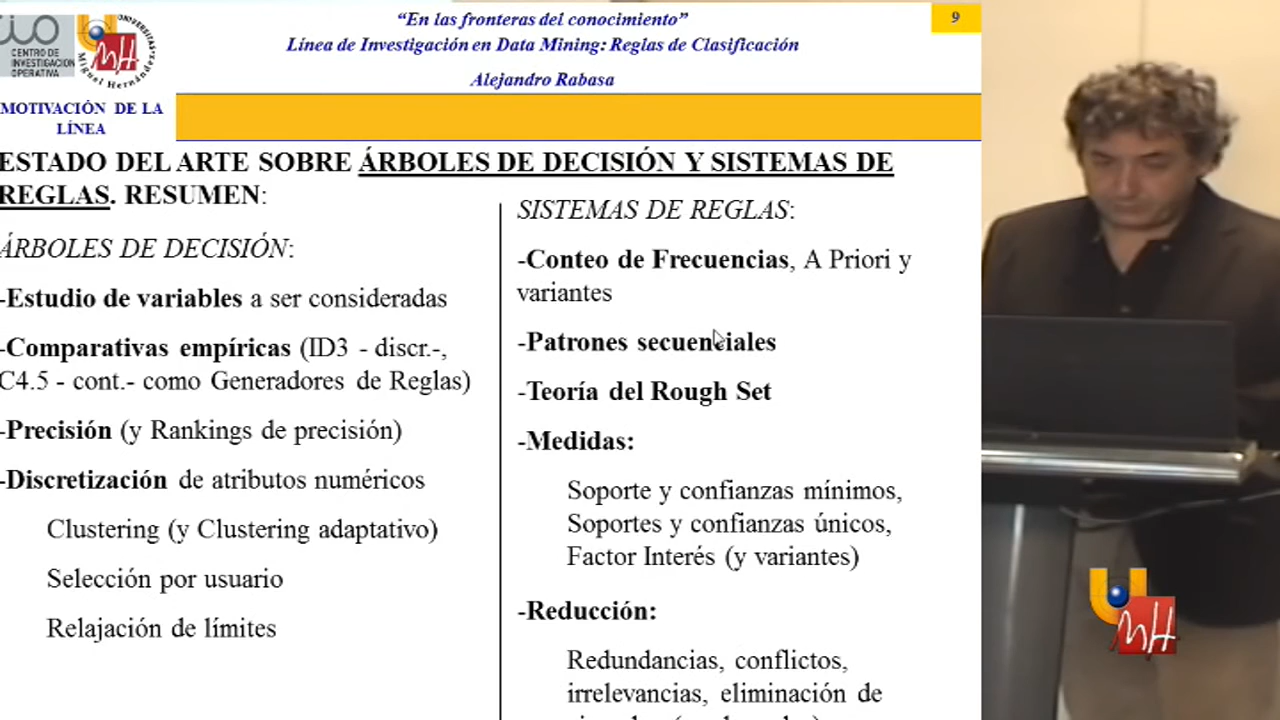 CENTRO DE
INVESTIGACIÓN
OPERATIVA
UNIVERSITAS
Miguel Hernández
“En las fronteras del conocimiento”
Línea de Investigación en Data Mining: Reglas de Clasificación
Alejandro Rabasa
9
MOTIVACIÓN DE LA
LÍNEA
ESTADO DEL ARTE SOBRE ÁRBOLES DE DECISIÓN Y SISTEMAS DE
REGLAS. RESUMEN:
ÁRBOLES DE DECISIÓN:
-Estudio de variables a ser consideradas
-Comparativas empíricas (ID3 - discr.-,
C4.5 - cont.- como Generadores de Reglas)
-Precisión (y Rankings de precisión)
-Discretización de atributos numéricos
Clustering (y Clustering adaptativo)
Selección por usuario
Relajación de límites
SISTEMAS DE REGLAS:
-Conteo de Frecuencias, A Priori y
variantes
-Patrones secuenciales
-Teoría del Rough Set
-Medidas:
Soporte y confianzas mínimos,
Soportes y confianzas únicos,
Factor Interés (y variantes)
-Reducción:
Redundancias, conflictos,
irrelevancias, eliminación de
UMH